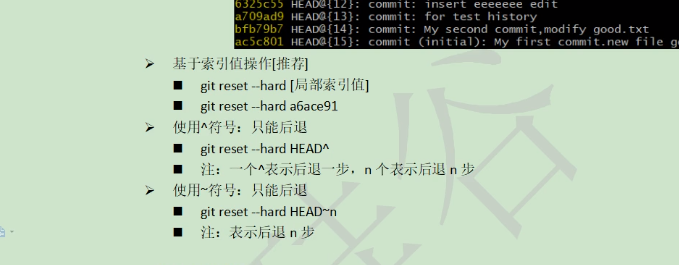 6325c55 HEAD@{12}: commit: insert eeeeeee edit
a709ad9 HEAD@{13}: commit: for test history
bfb79b7 HEAD@{14}: commit: My second commit,modify good.txt
ac5c801 HEAD@{15}: commit (initial): My first commit.new file go
➢ 基于索引值操作[推荐]
■ git reset --hard [局部索引值]
■ git reset --hard a6ace91
➢ 使用^符号：只能后退
■ git reset --hard HEAD^
■ 注：一个^表示后退一步，n 个表示后退 n 步
➢ 使用~符号：只能后退
■ git reset --hard HEAD~n
■ 注：表示后退 n 步